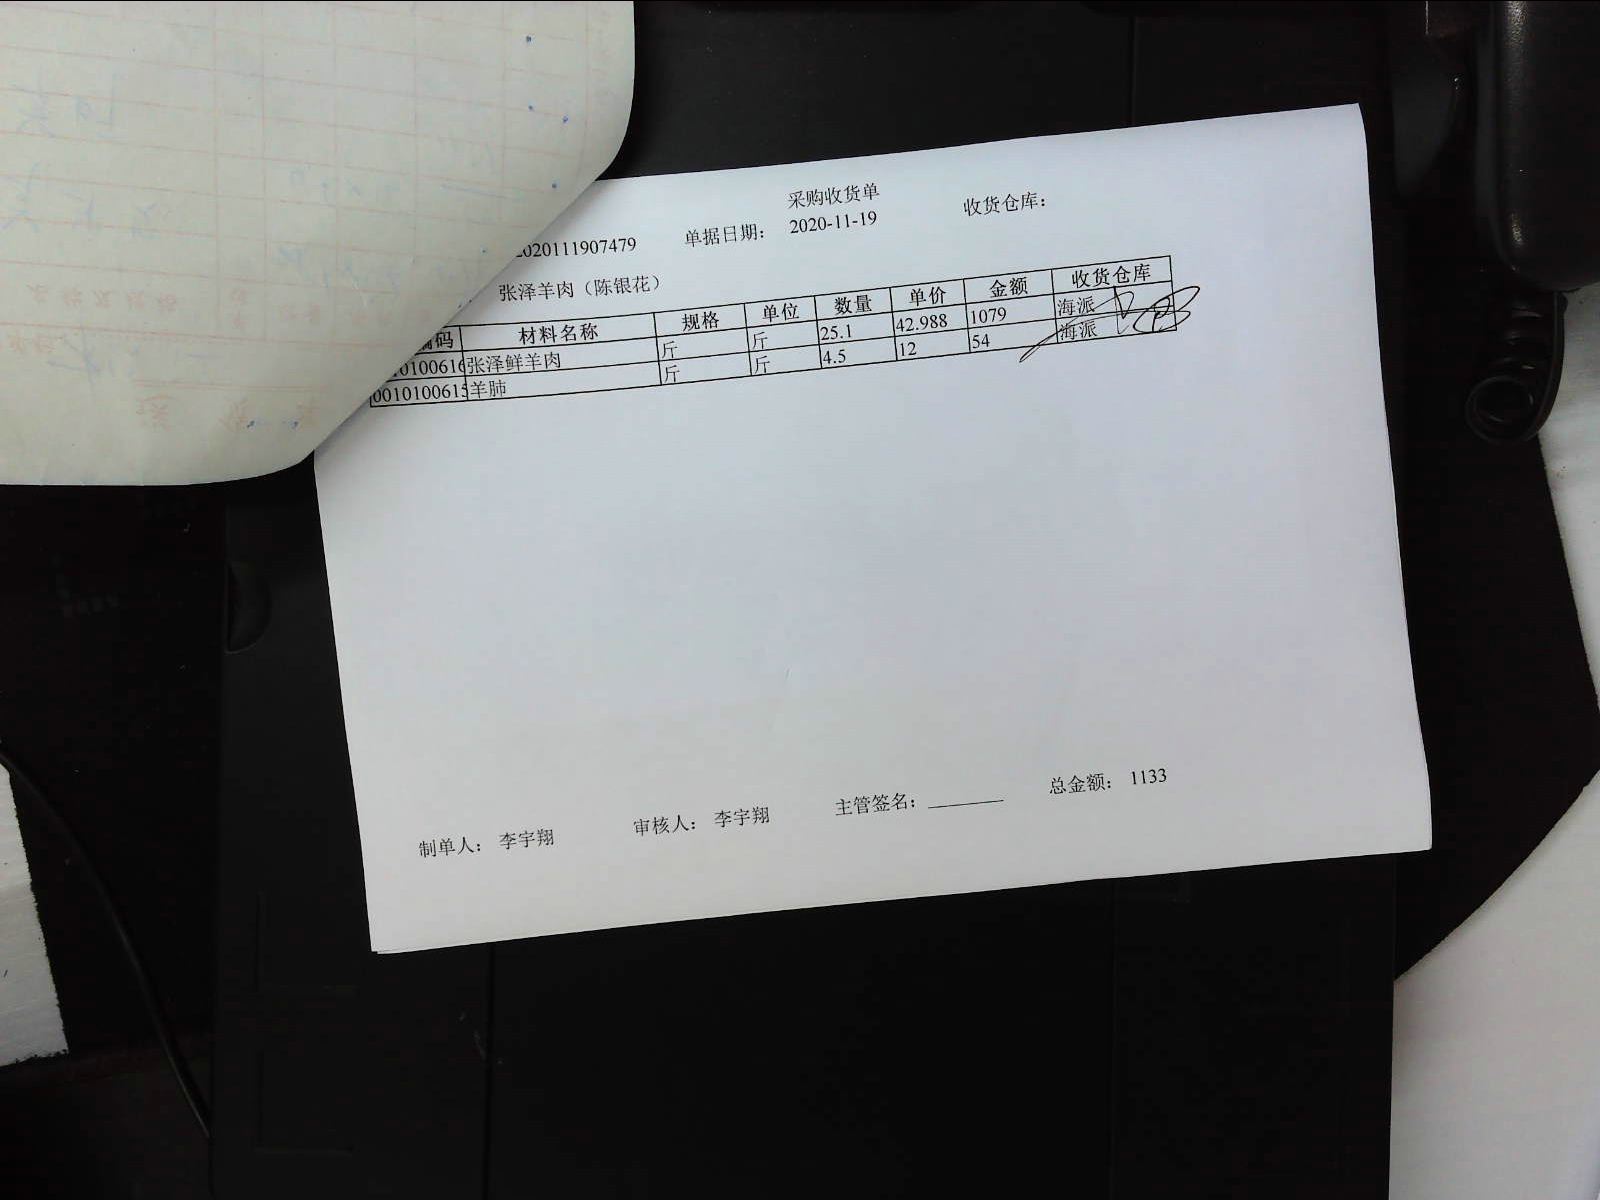 采购收货单
2020111907479 单据日期： 2020-11-19 收货仓库：
张泽羊肉（陈银花）
编码 材料名称 规格 单位 数量 单价 金额 收货仓库
0100616 张泽鲜羊肉 斤 斤 25.1 42.988 1079 海派
0010100615 羊肺 斤 斤 4.5 12 54 海派
制单人： 李宇翔 审核人： 李宇翔 主管签名： 总金额： 1133